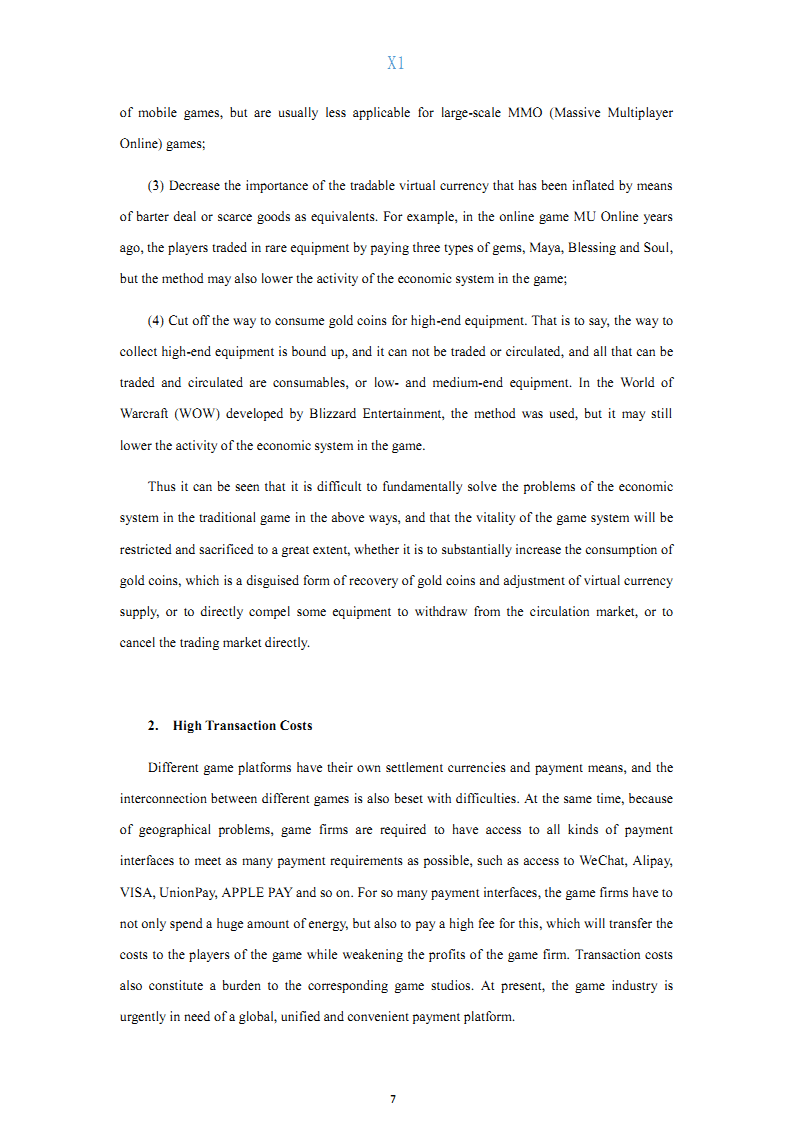 X1
of mobile games, but are usually less applicable for large-scale MMO (Massive Multiplayer
Online) games;
(3) Decrease the importance of the tradable virtual currency that has been inflated by means
of barter deal or scarce goods as equivalents. For example, in the online game MU Online years
ago, the players traded in rare equipment by paying three types of gems, Maya, Blessing and Soul,
but the method may also lower the activity of the economic system in the game;
(4) Cut off the way to consume gold coins for high-end equipment. That is to say, the way to
collect high-end equipment is bound up, and it can not be traded or circulated, and all that can be
traded and circulated are consumables, or low- and medium-end equipment. In the World of
Warcraft (WOW) developed by Blizzard Entertainment, the method was used, but it may still
lower the activity of the economic system in the game.
Thus it can be seen that it is difficult to fundamentally solve the problems of the economic
system in the traditional game in the above ways, and that the vitality of the game system will be
restricted and sacrificed to a great extent, whether it is to substantially increase the consumption of
gold coins, which is a disguised form of recovery of gold coins and adjustment of virtual currency
supply, or to directly compel some equipment to withdraw from the circulation market, or to
cancel the trading market directly.
2. High Transaction Costs
Different game platforms have their own settlement currencies and payment means, and the
interconnection between different games is also beset with difficulties. At the same time, because
of geographical problems, game firms are required to have access to all kinds of payment
interfaces to meet as many payment requirements as possible, such as access to WeChat, Alipay,
VISA, UnionPay, APPLE PAY and so on. For so many payment interfaces, the game firms have to
not only spend a huge amount of energy, but also to pay a high fee for this, which will transfer the
costs to the players of the game while weakening the profits of the game firm. Transaction costs
also constitute a burden to the corresponding game studios. At present, the game industry is
urgently in need of a global, unified and convenient payment platform.
7